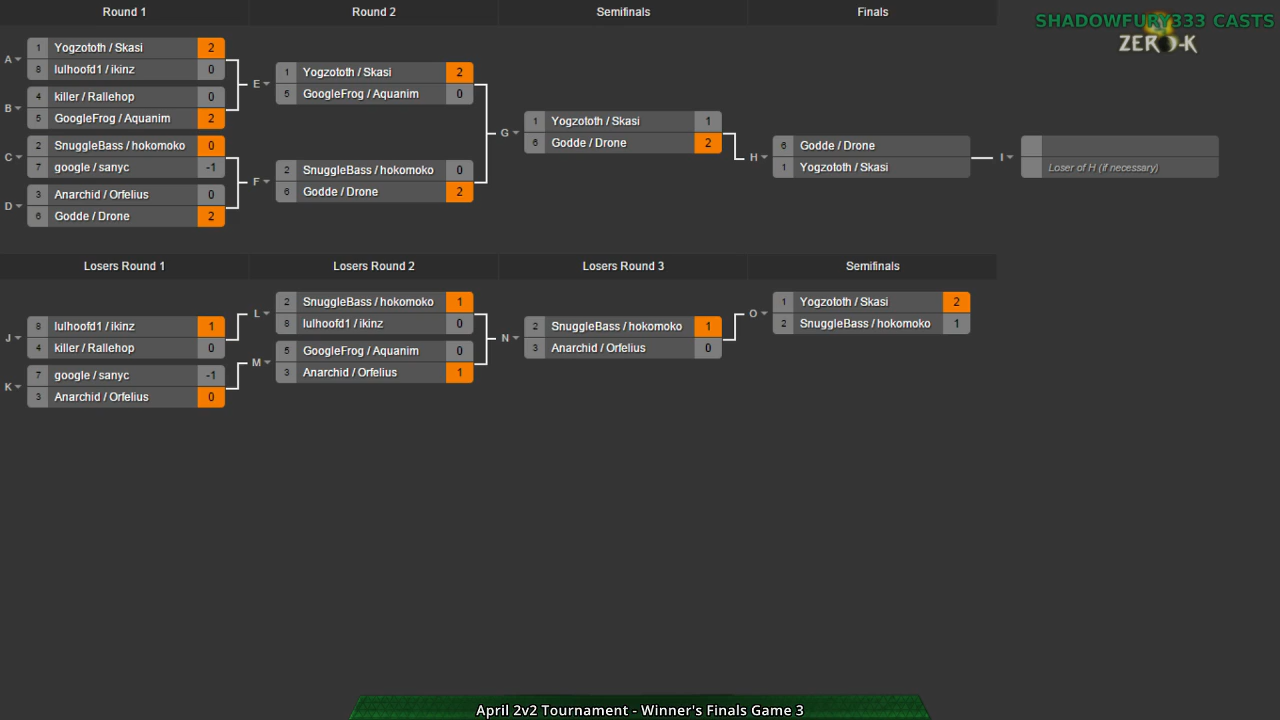 Round 1
Round 2
Semifinals
Finals
SHADOWFURY333 CASTS
ZERO-K
A
1 Yogzototh / Skasi 2
8 lulhoofd1 / ikinz 0
B
4 killer / Rallehop 0
5 GoogleFrog / Aquanim 2
C
2 SnuggleBass / hokomoko 0
7 google / sanyc -1
D
3 Anarchid / Orfelius 0
6 Godde / Drone 2
E
1 Yogzototh / Skasi 2
5 GoogleFrog / Aquanim 0
F
2 SnuggleBass / hokomoko 0
6 Godde / Drone 2
G
1 Yogzototh / Skasi 1
6 Godde / Drone 2
H
6 Godde / Drone
1 Yogzototh / Skasi
I
Loser of H (if necessary)
Losers Round 1
Losers Round 2
Losers Round 3
Semifinals
J
8 lulhoofd1 / ikinz 1
4 killer / Rallehop 0
K
7 google / sanyc -1
3 Anarchid / Orfelius 0
L
2 SnuggleBass / hokomoko 1
8 lulhoofd1 / ikinz 0
M
5 GoogleFrog / Aquanim 0
3 Anarchid / Orfelius 1
N
2 SnuggleBass / hokomoko 1
3 Anarchid / Orfelius 0
O
1 Yogzototh / Skasi 2
2 SnuggleBass / hokomoko 1
April 2v2 Tournament - Winner's Finals Game 3